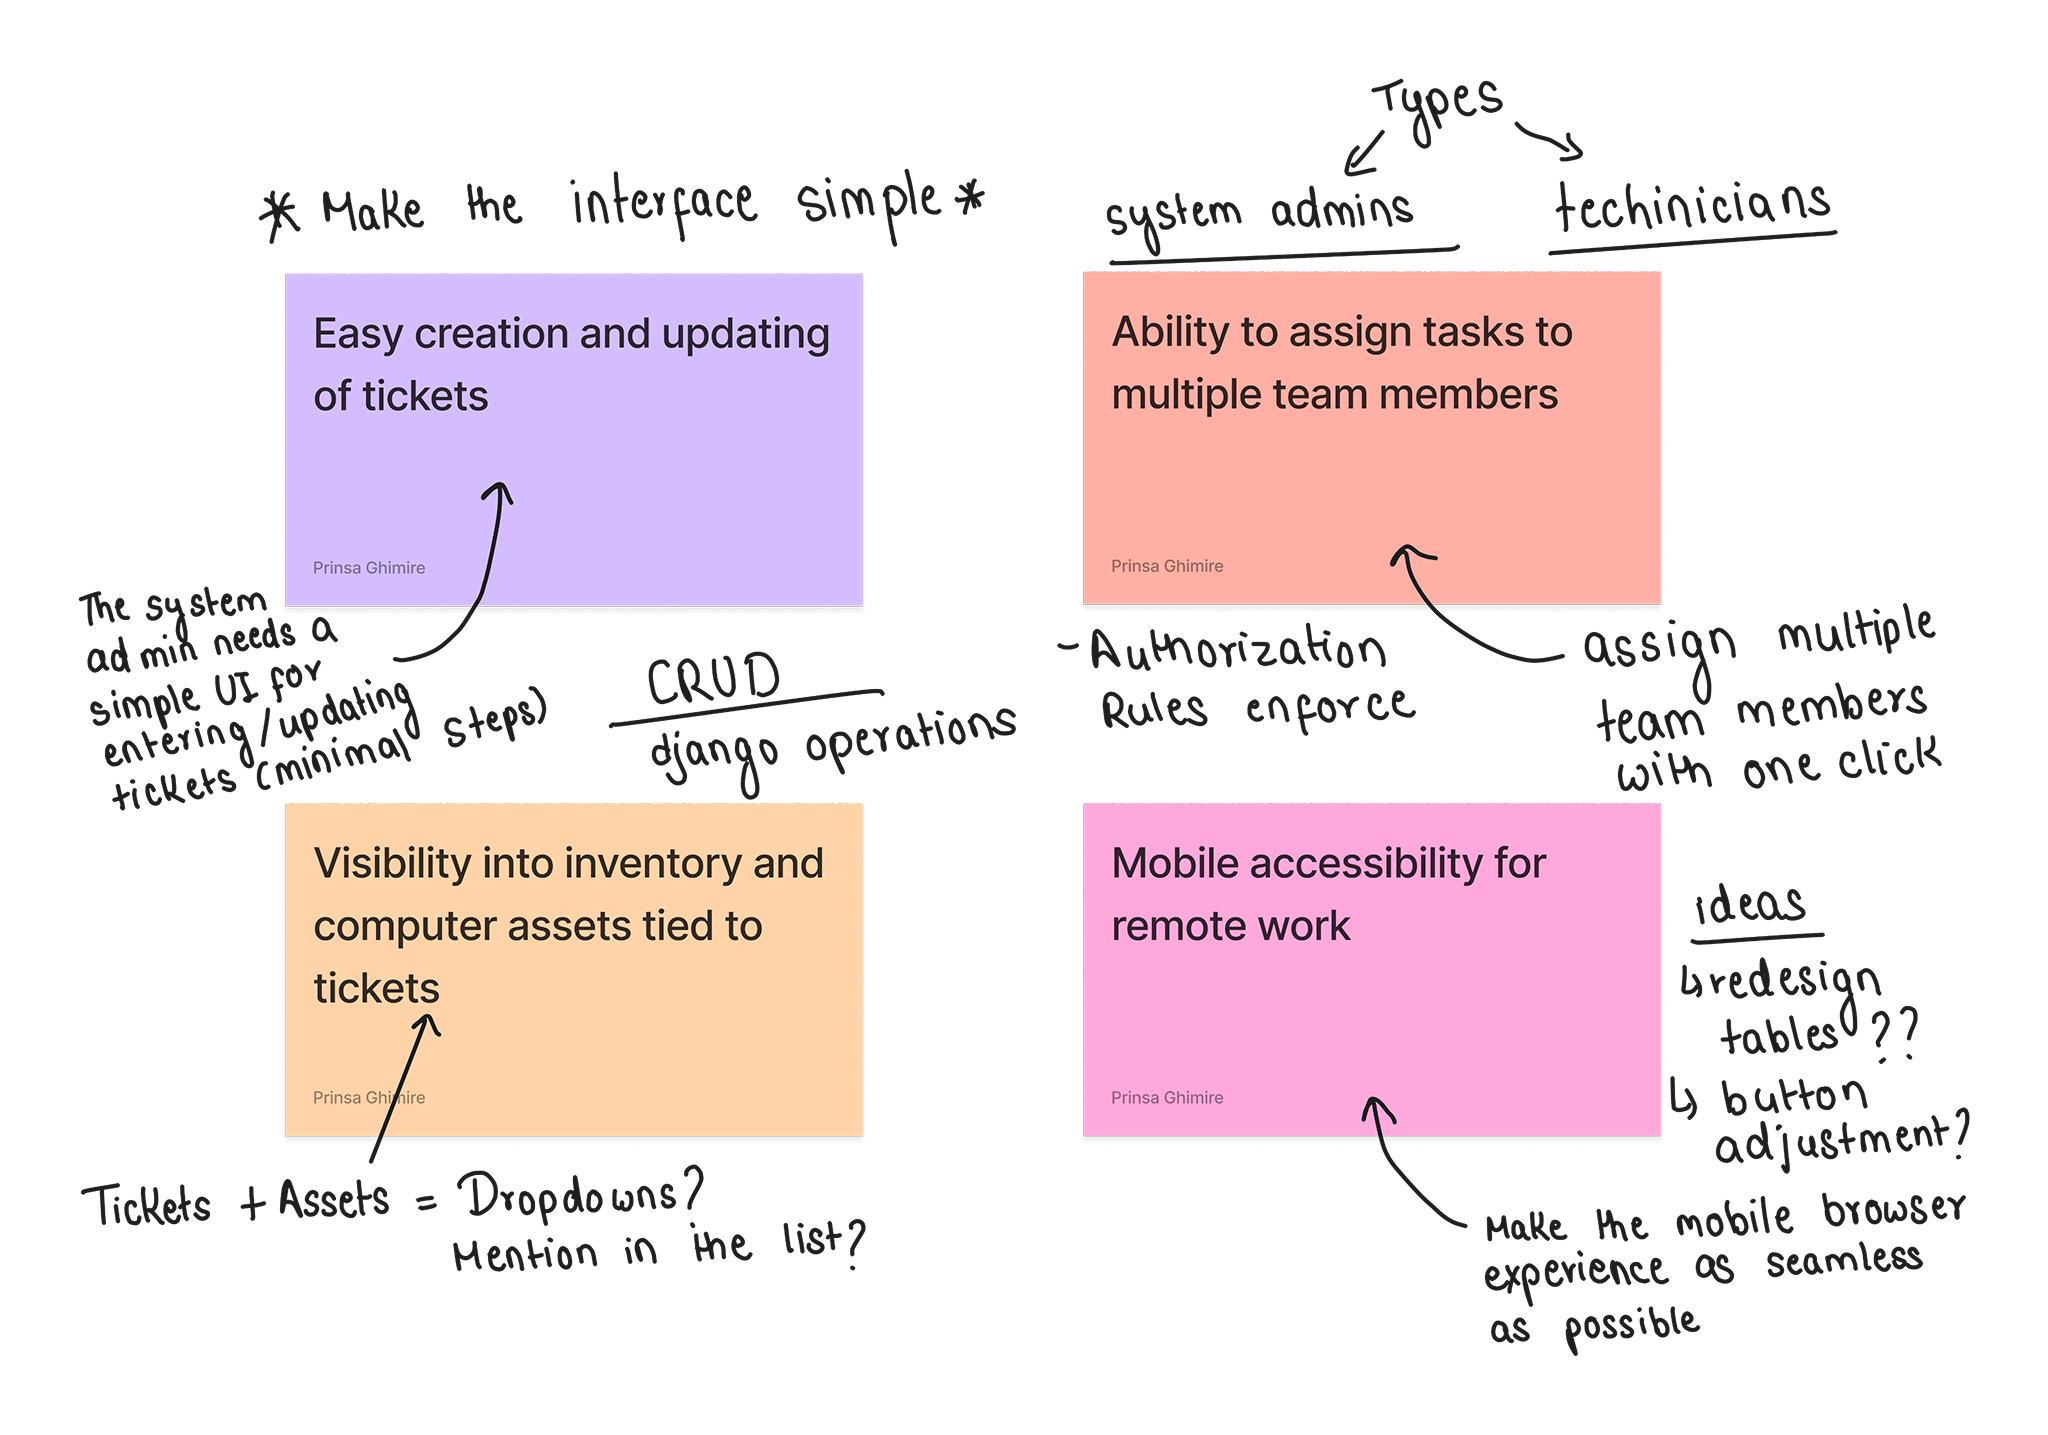 Types
* Make the interface simple *
system admins
techinicians
Easy creation and updating
of tickets
Prinsa Ghimire
The system
admin needs a
simple UI for
entering/updating
tickets (minimal steps)
CRUD
django operations
Ability to assign tasks to
multiple team members
Prinsa Ghimire
- Authorization
Rules enforce
assign multiple
team members
with one click
Visibility into inventory and
computer assets tied to
tickets
Prinsa Ghimire
Tickets + Assets = Dropdowns?
Mention in the list?
Mobile accessibility for
remote work
Prinsa Ghimire
ideas
↳ redesign
tables ??
↳ button
adjustment?
Make the mobile browser
experience as seamless
as possible